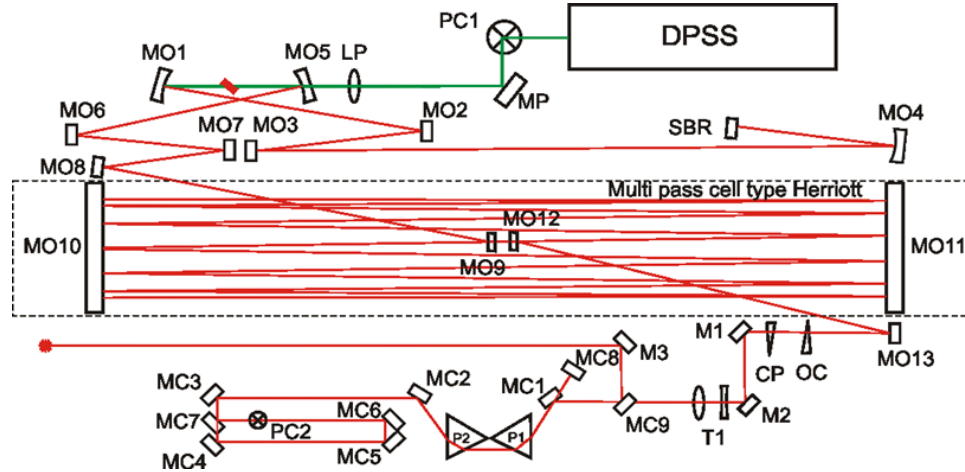 PC1
DPSS
MO1
MO5
LP
MP
MO6
MO7
MO3
MO2
SBR
MO4
MO8
Multi pass cell type Herriott
MO10
MO12
MO9
MO11
M1
M3
CP
OC
MO13
MC8
MC3
MC2
MC1
MC7
PC2
MC6
MC9
T1
M2
MC4
MC5
P2
P1